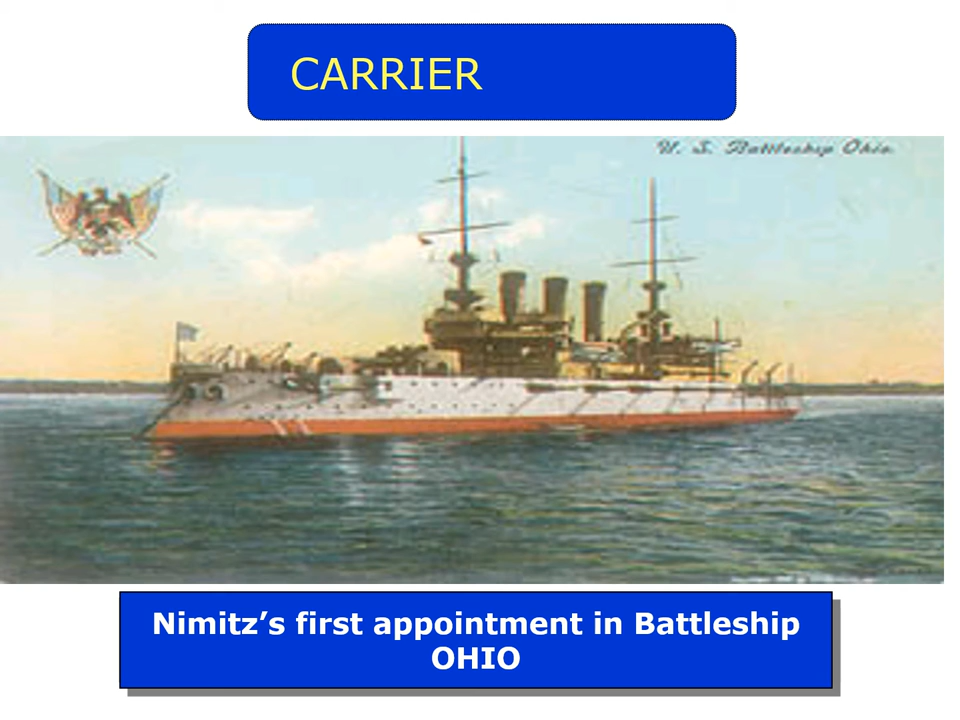 CARRIER
U. S. Battleship Ohio.
Nimitz’s first appointment in Battleship
OHIO